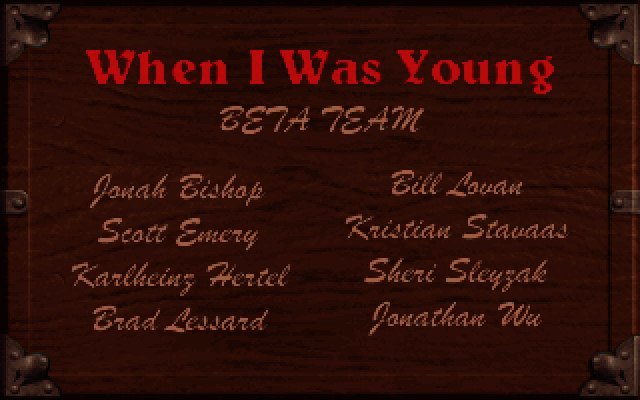 When I Was Young
BETA TEAM
Jonah Bishop
Scott Emery
Karlheinz Hertel
Brad Lessard
Bill Lovan
Kristian Stavaas
Sheri Sleyzak
Jonathan Wu